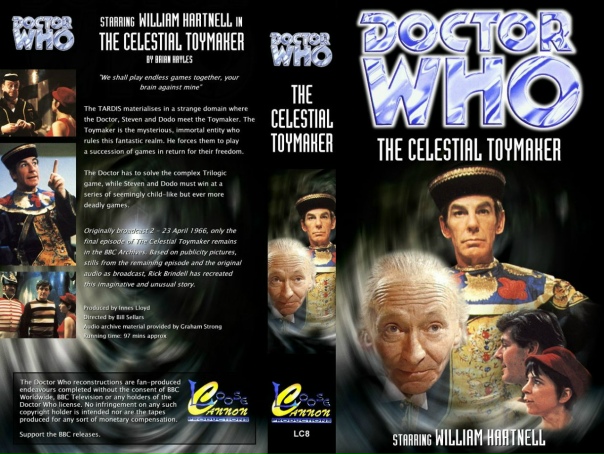 DOCTOR
WHO
STARRING WILLIAM HARTNELL IN
THE CELESTIAL TOYMAKER
BY BRIAN HAYLES
"We shall play endless games together, your
brain against mine"
The TARDIS materialises in a strange domain where
the Doctor, Steven and Dodo meet the Toymaker. The
Toymaker is the mysterious, immortal entity who
rules this fantastic realm. He forces them to play
a succession of games in return for their freedom.
The Doctor has to solve the complex Trilogic
game, while Steven and Dodo must win at a
series of seemingly child-like but ever more
deadly games.
Originally broadcast 2 - 23 April 1966, only the
final episode of The Celestial Toymaker remains
in the BBC Archives. Based on publicity pictures,
stills from the remaining episode and the original
audio as broadcast, Rick Brindell has recreated
this imaginative and unusual story.
Produced by Innes Lloyd
Directed by Bill Sellars
Audio archive material provided by Graham Strong
Running time: 97 mins approx
The Doctor Who reconstructions are fan-produced
endeavours completed without the consent of BBC
Worldwide, BBC Television or any holders of the
Doctor Who license. No infringement on any such
copyright holder is intended nor are the tapes
produced for any sort of monetary compensation.
Support the BBC releases.
LOOSE
CANNON
PRODUCTIONS
DOCTOR
WHO
THE
CELESTIAL
TOYMAKER
LOOSE
CANNON
PRODUCTIONS
LC8
DOCTOR
WHO
THE CELESTIAL TOYMAKER
STARRING WILLIAM HARTNELL